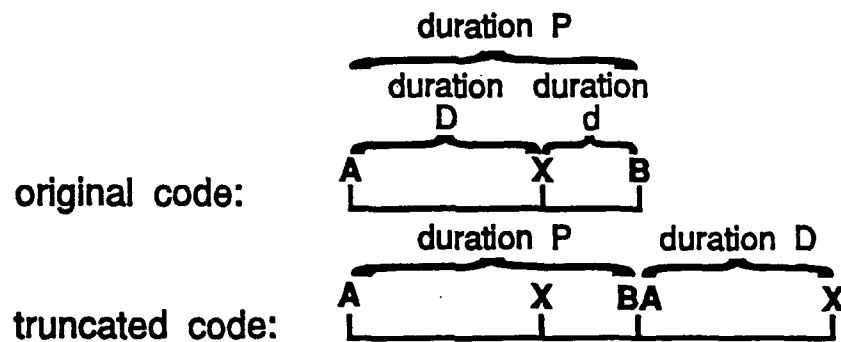 duration P
duration duration
D d
A X B
original code:
duration P duration D
A X BA X
truncated code: